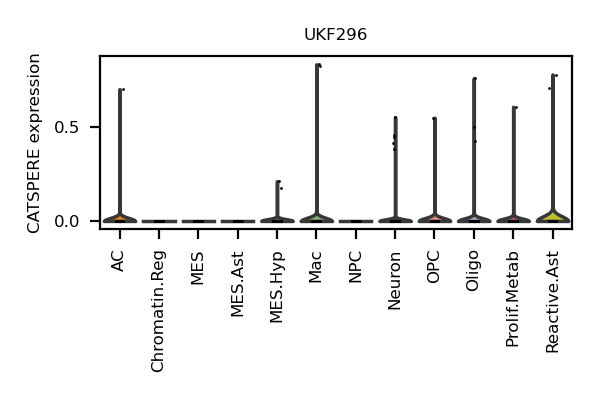 UKF296
CATSPERE expression
0.5
0.0
AC
Chromatin.Reg
MES
MES.Ast
MES.Hyp
Mac
NPC
Neuron
OPC
Oligo
Prolif.Metab
Reactive.Ast